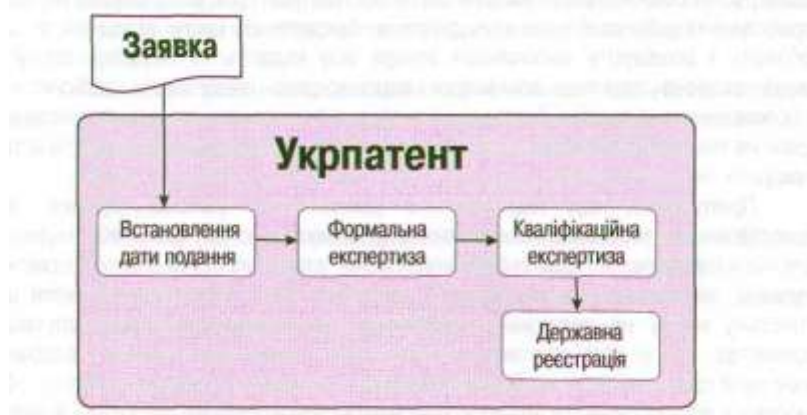 Заявка
Укрпатент
Встановлення
дати подання
Формальна
експертиза
Кваліфікаційна
експертиза
Державна
реєстрація